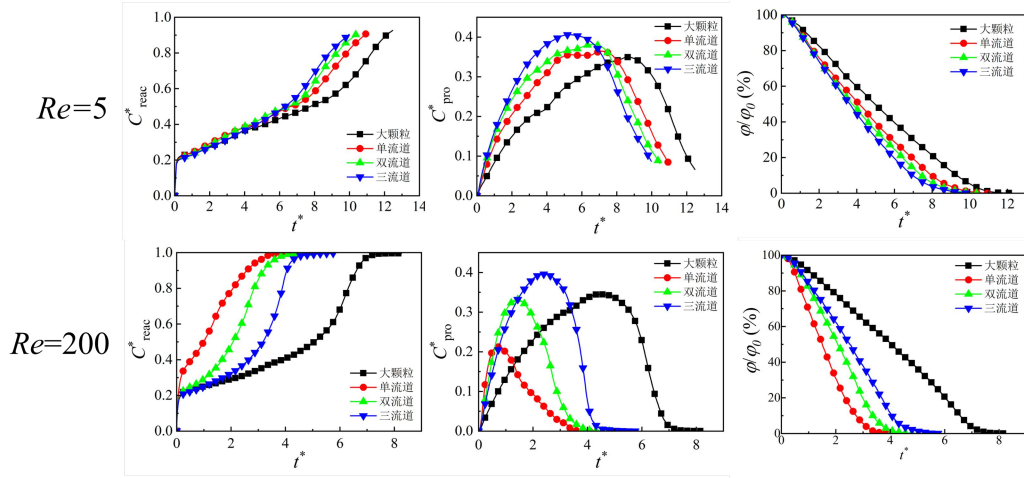 Re=5
C*reac
1.0
0.8
0.6
0.4
0.2
0.0
0 2 4 6 8 10 12 14
t*
大颗粒
单流道
双流道
三流道
C*pro
0.4
0.3
0.2
0.1
0.0
0 2 4 6 8 10 12 14
t*
大颗粒
单流道
双流道
三流道
φ/φ0 (%)
100
80
60
40
20
0
0 2 4 6 8 10 12
t*
大颗粒
单流道
双流道
三流道
Re=200
C*reac
1.0
0.8
0.6
0.4
0.2
0.0
0 2 4 6 8
t*
大颗粒
单流道
双流道
三流道
C*pro
0.4
0.3
0.2
0.1
0.0
0 2 4 6 8
t*
大颗粒
单流道
双流道
三流道
φ/φ0 (%)
100
80
60
40
20
0
0 2 4 6 8
t*
大颗粒
单流道
双流道
三流道